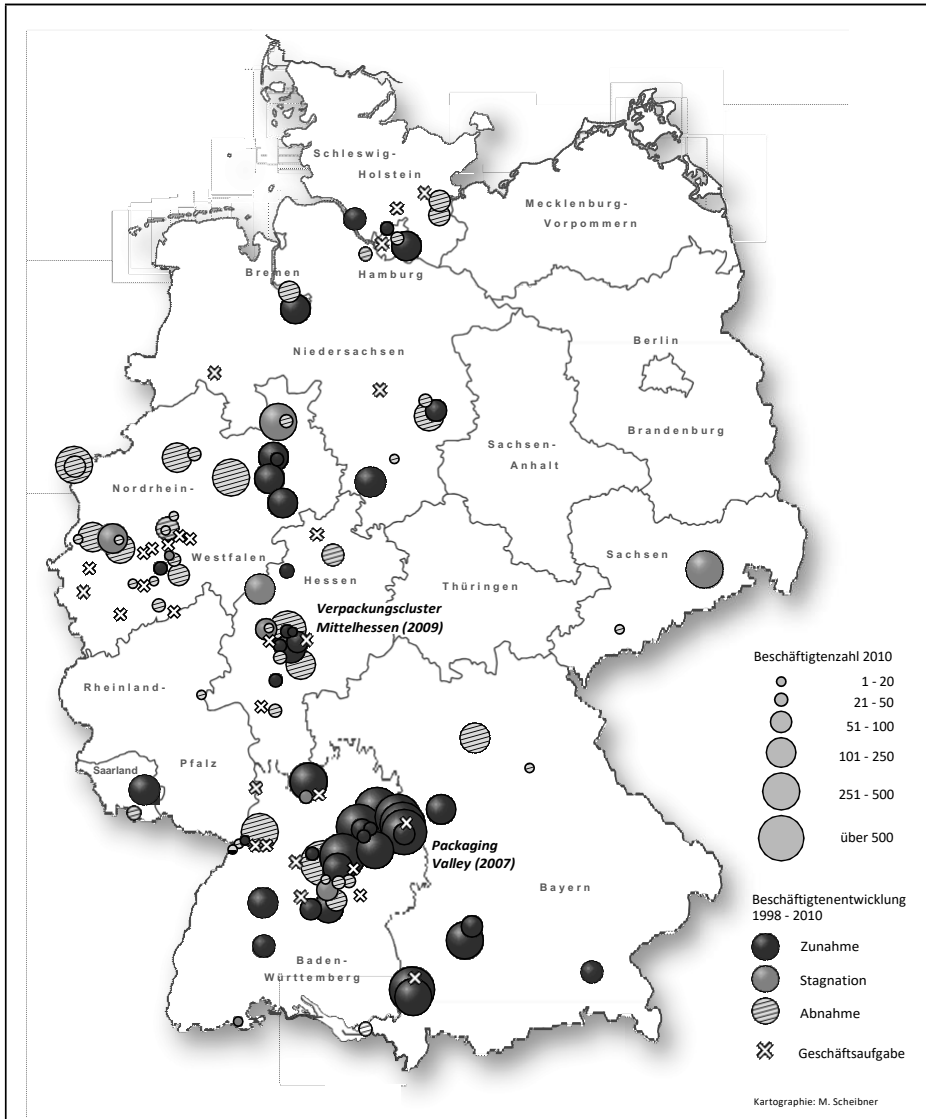 Schleswig-
Holstein
Mecklenburg-
Vorpommern
Bremen
Hamburg
Niedersachsen
Berlin
Brandenburg
Sachsen-
Anhalt
Nordrhein-
Westfalen
Hessen
Thüringen
Sachsen
Verpackungscluster
Mittelhessen (2009)
Rheinland-
Pfalz
Saarland
Packaging
Valley (2007)
Bayern
Baden-
Württemberg
Beschäftigtenzahl 2010
1 - 20
21 - 50
51 - 100
101 - 250
251 - 500
über 500
Beschäftigtenentwicklung
1998 - 2010
Zunahme
Stagnation
Abnahme
Geschäftsaufgabe
Kartographie: M. Scheibner